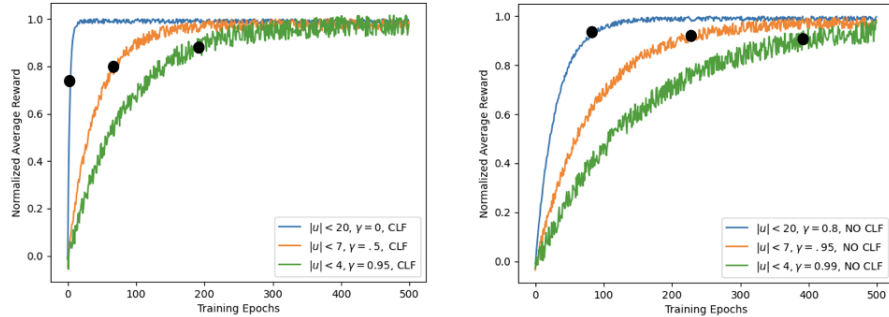 1.0
0.8
0.6
0.4
0.2
0.0
Normalized Average Reward
0
100
200
300
400
500
Training Epochs
|u| < 20, γ = 0, CLF
|u| < 7, γ = .5, CLF
|u| < 4, γ = 0.95, CLF
1.0
0.8
0.6
0.4
0.2
0.0
Normalized Average Reward
0
100
200
300
400
500
Training Epochs
|u| < 20, γ = 0.8, NO CLF
|u| < 7, γ = .95, NO CLF
|u| < 4, γ = 0.99, NO CLF